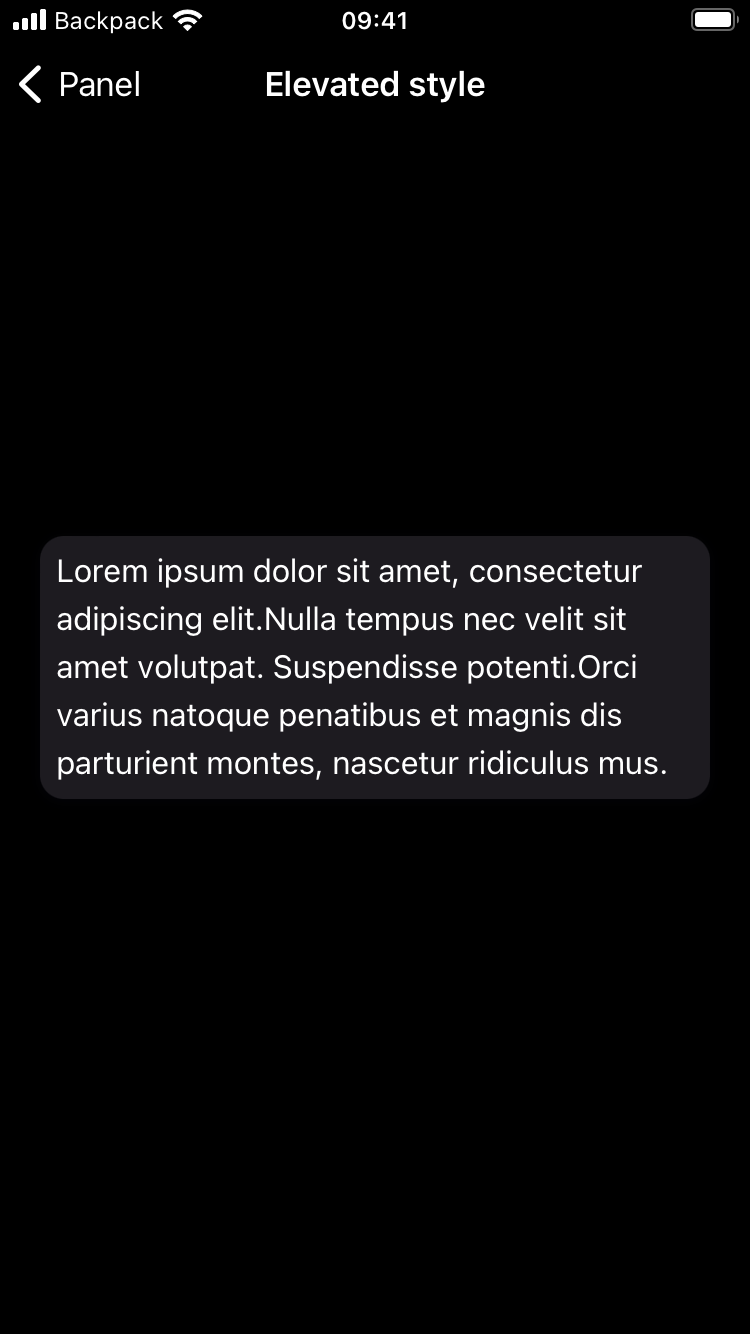 Backpack 09:41
Panel Elevated style
Lorem ipsum dolor sit amet, consectetur
adipiscing elit.Nulla tempus nec velit sit
amet volutpat. Suspendisse potenti.Orci
varius natoque penatibus et magnis dis
parturient montes, nascetur ridiculus mus.